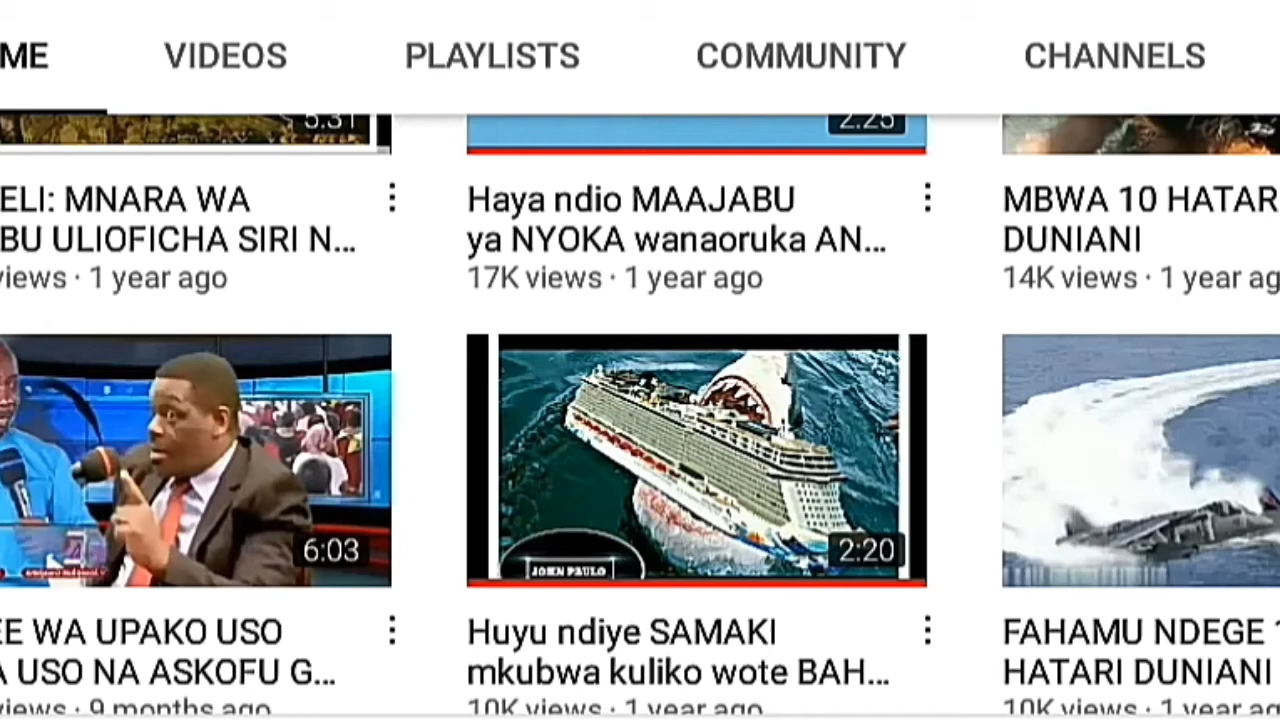 ME VIDEOS PLAYLISTS COMMUNITY CHANNELS
5:31
2:25
ELI: MNARA WA
BU ULIOFICHA SIRI N...
views · 1 year ago
Haya ndio MAAJABU
ya NYOKA wanaoruka AN...
17K views · 1 year ago
MBWA 10 HATAR
DUNIANI
14K views · 1 year ag
6:03
JOHN PAULO
2:20
EE WA UPAKO USO
A USO NA ASKOFU G...
views · 9 months ago
Huyu ndiye SAMAKI
mkubwa kuliko wote BAH...
10K views · 1 year ago
FAHAMU NDEGE 1
HATARI DUNIANI
10K views · 1 year ag